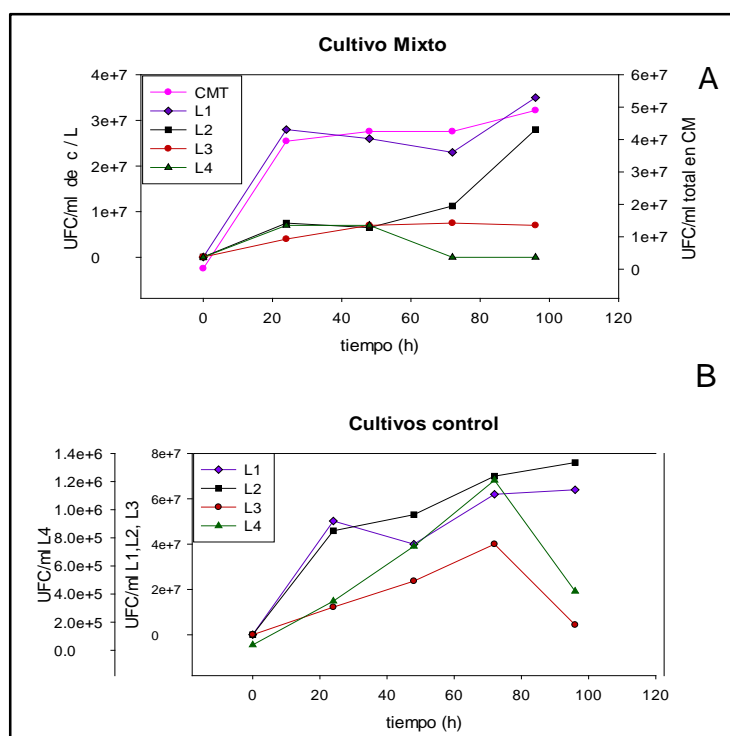 Cultivo Mixto
A
4e+7
3e+7
2e+7
1e+7
0
UFC/ml de c / L
CMT
L1
L2
L3
L4
6e+7
5e+7
4e+7
3e+7
2e+7
1e+7
0
UFC/ml total en CM
0 20 40 60 80 100 120
tiempo (h)
B
Cultivos control
1.4e+6
1.2e+6
1.0e+6
8.0e+5
6.0e+5
4.0e+5
2.0e+5
0.0
UFC/ml L4
8e+7
6e+7
4e+7
2e+7
0
UFC/ml L1,L2, L3
L1
L2
L3
L4
0 20 40 60 80 100 120
tiempo (h)